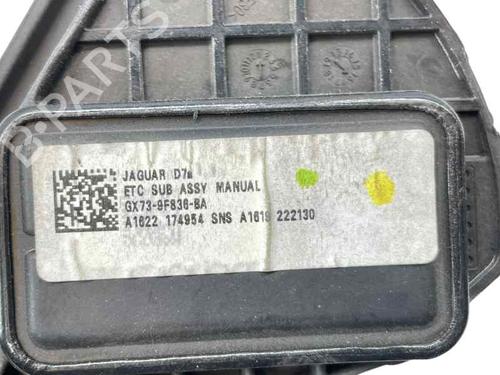 B-PARTS
JAGUAR D7a
ETC SUB ASSY MANUAL
GX73-9F836-BA
A1622 174954 SNS A1619 222130